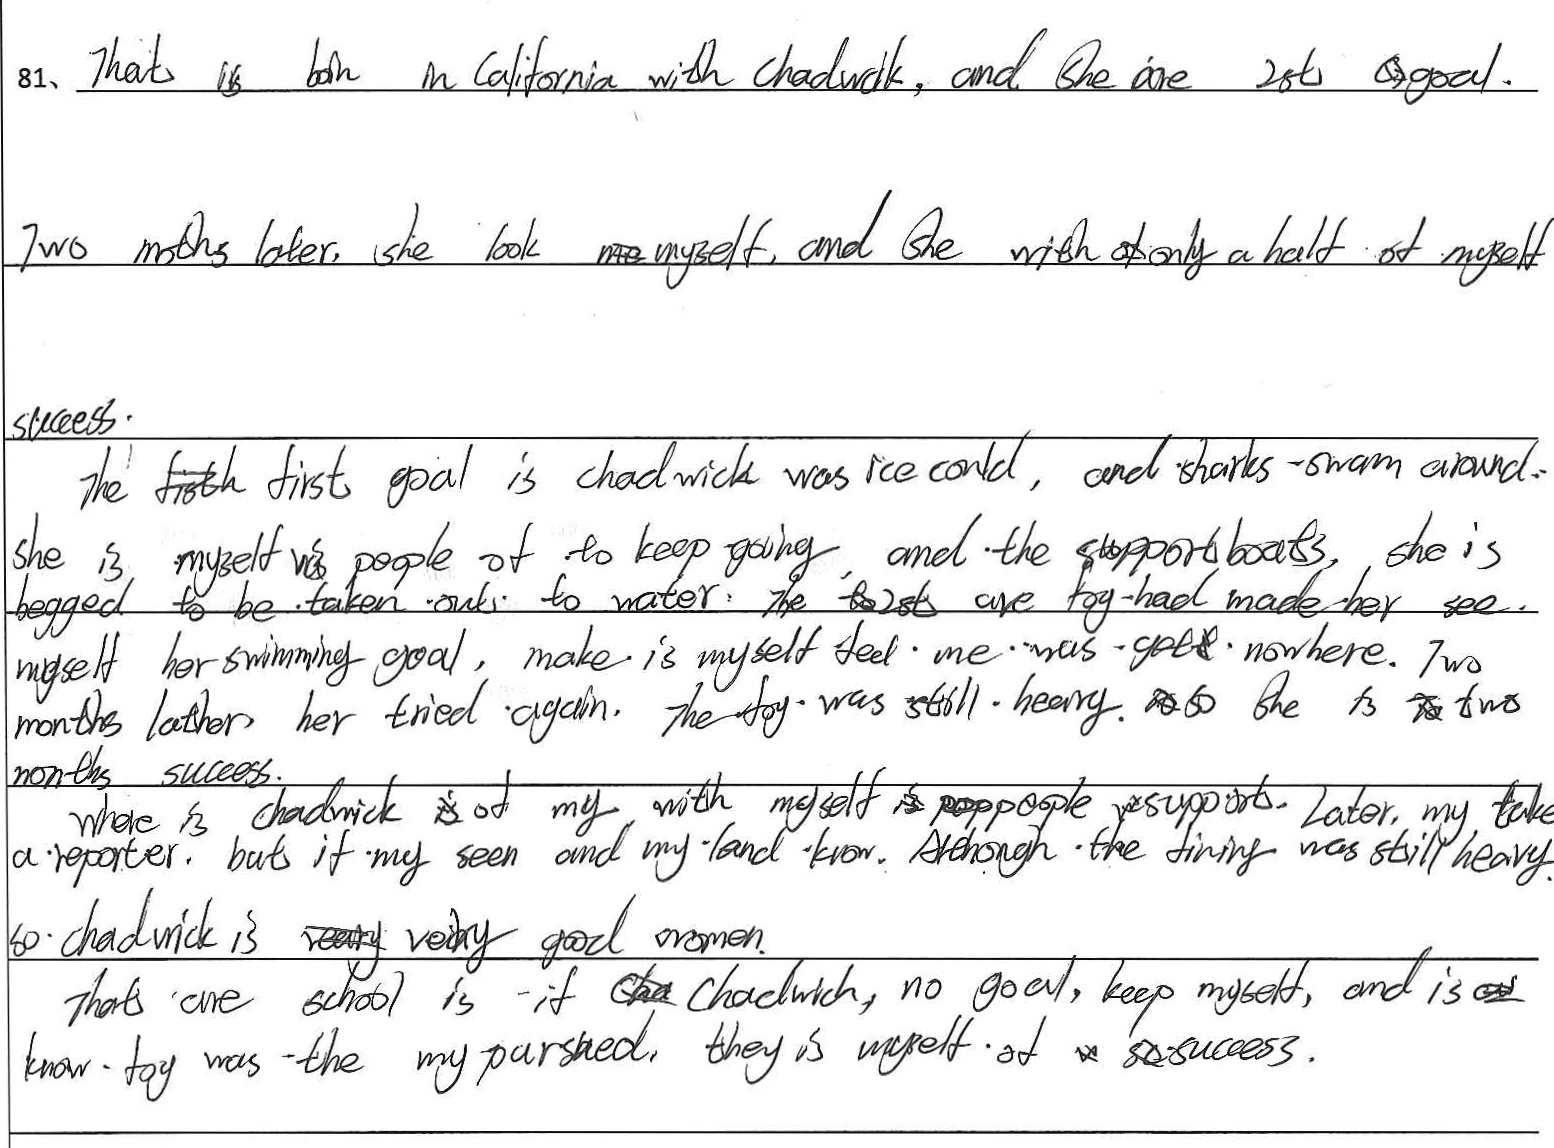 81、 That is born in California with chadwick, and she are 2st goal.
Two moths later. she look myself, and she with only a half of myself
success.
The first goal is chadwick was ice could, and sharks swam around.
she is myself is people of to keep going, and the support boats, she is
begged to be taken out to water. The 2st are fog had made her see.
myself her swimming goal, make is myself feel me was nowhere. Two
months lather her tried again. The fog was still heavy. so she is two
months success.
where is chadwick of my with myself people support. Later, my take
a reporter. but if my seen and my land know. Although the fining was still heavy.
so chadwick is very good women.
That are school is if Chadwich, no goal, keep myself, and is
know fog was the my pursued. they is myself of success.